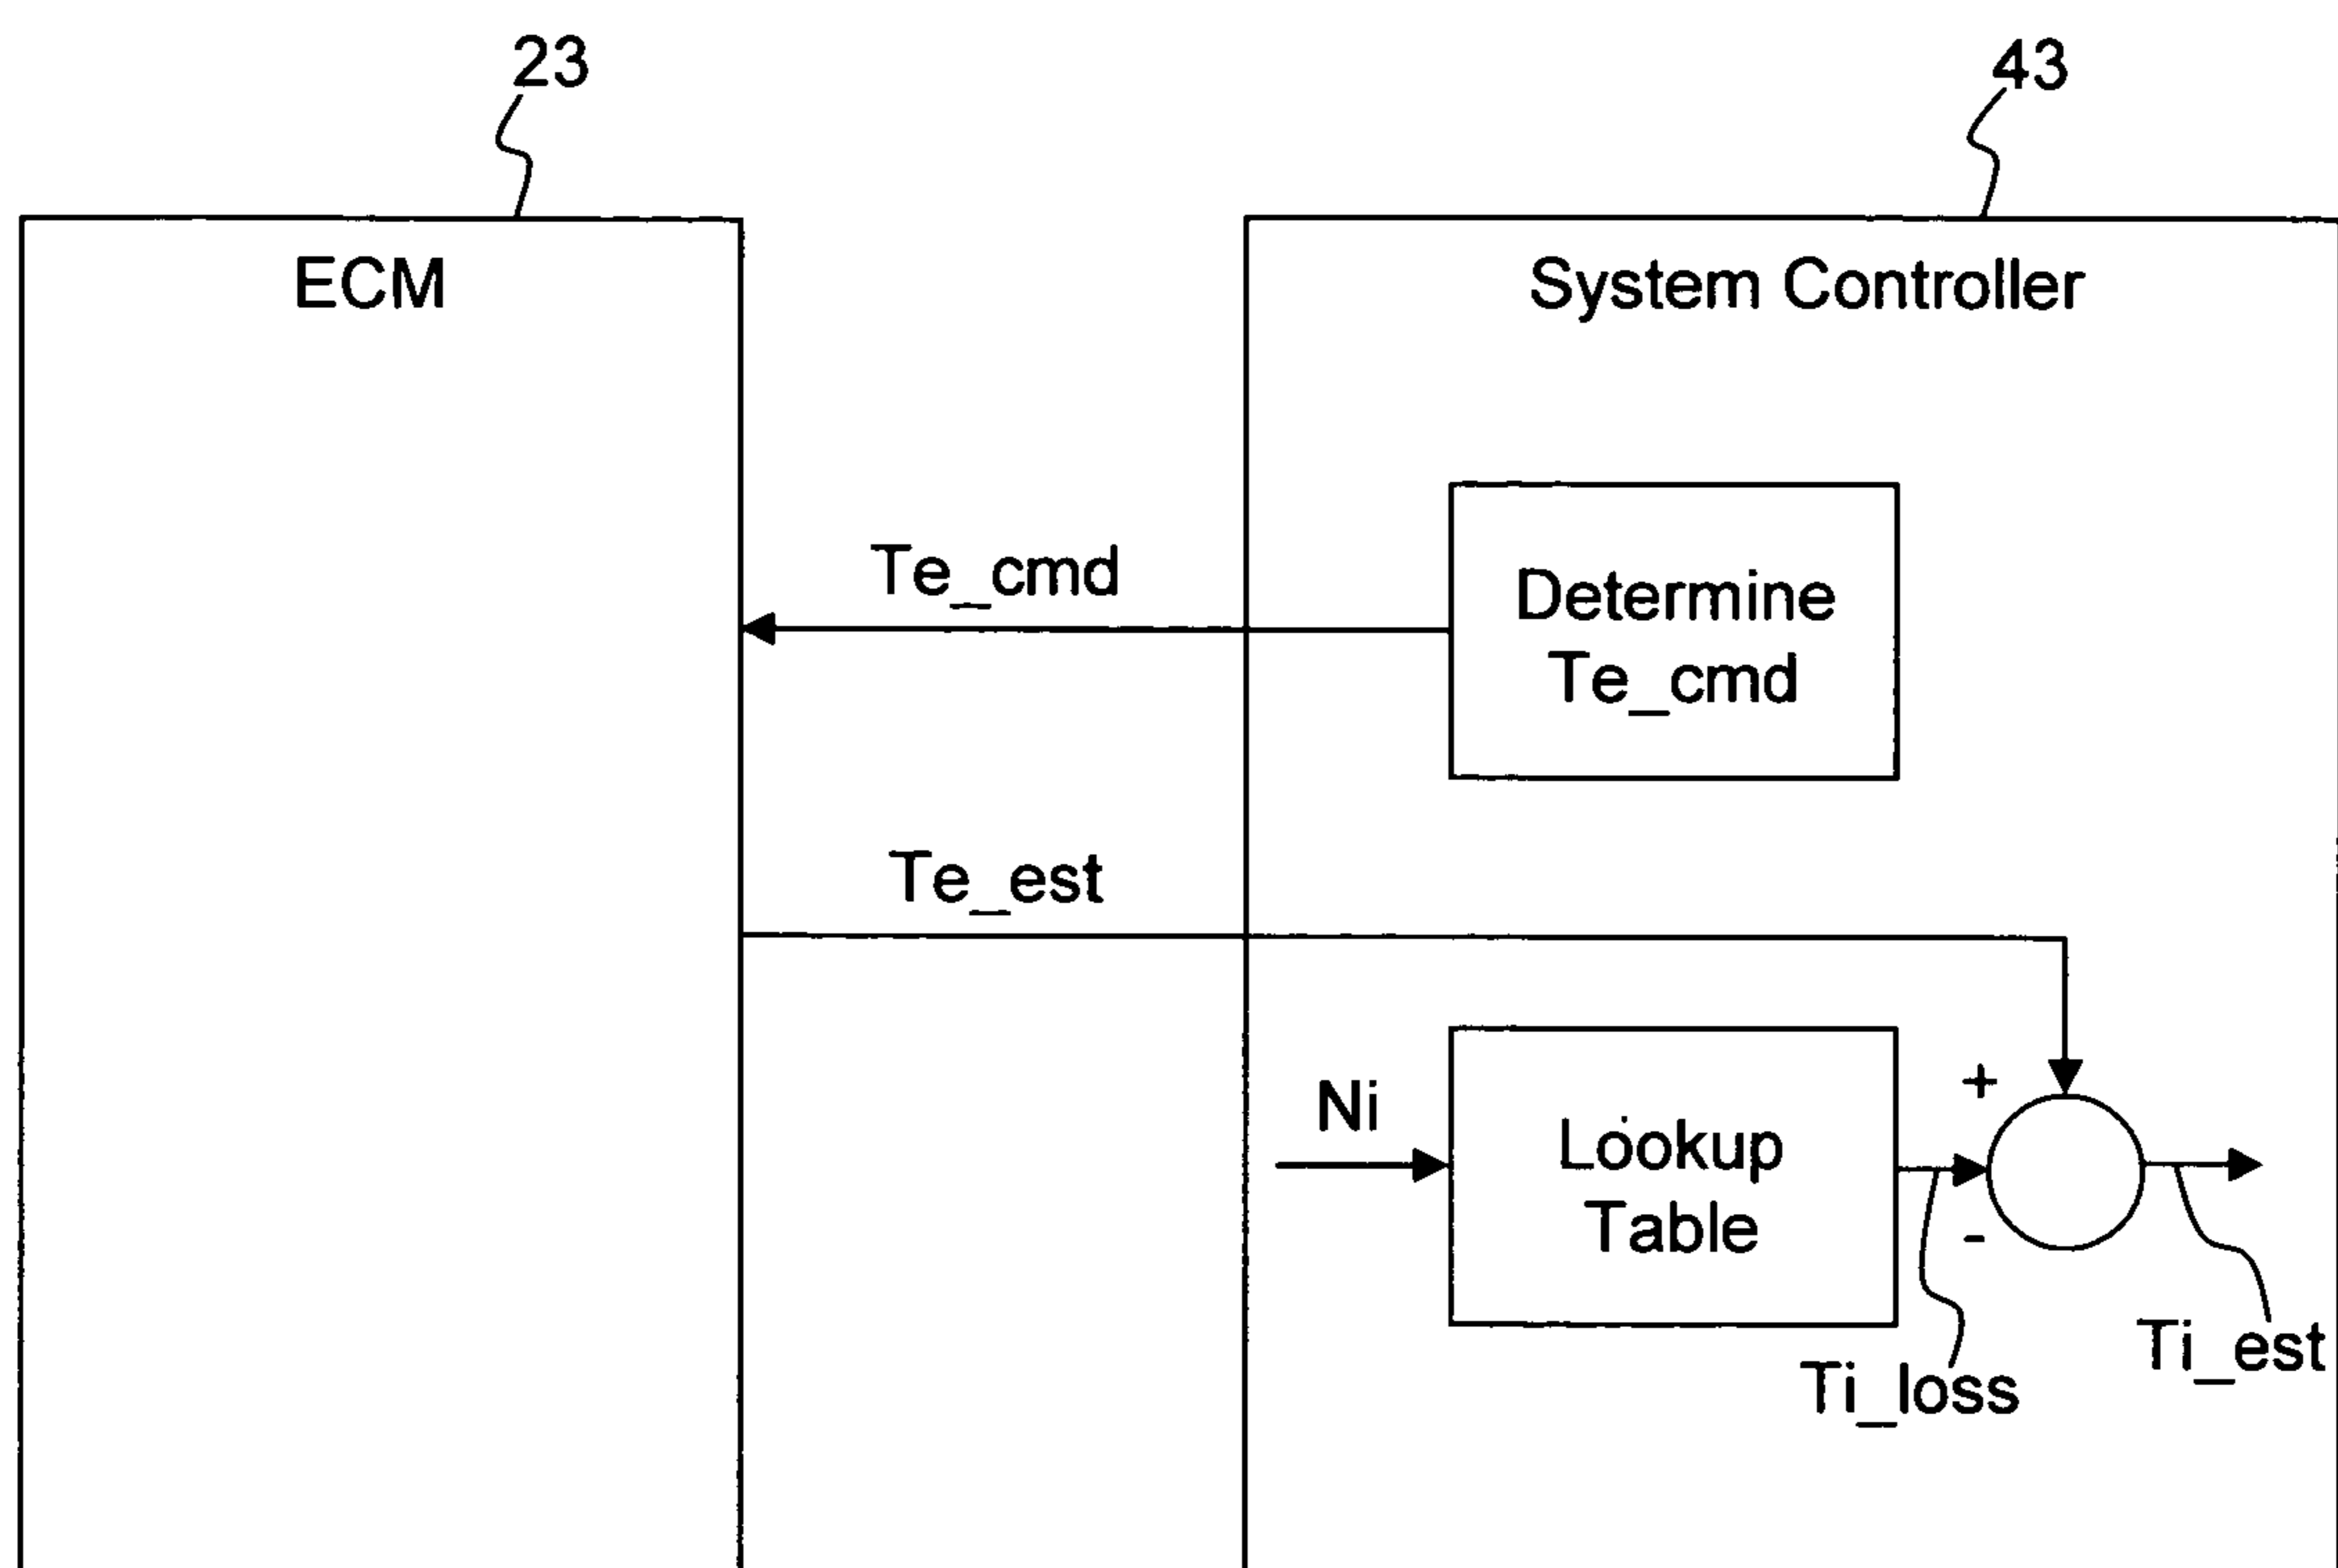 23
43
ECM
System Controller
Te_cmd
Determine
Te_cmd
Te_est
Ni
+
Lookup
Table
-
Ti_loss
Ti_est